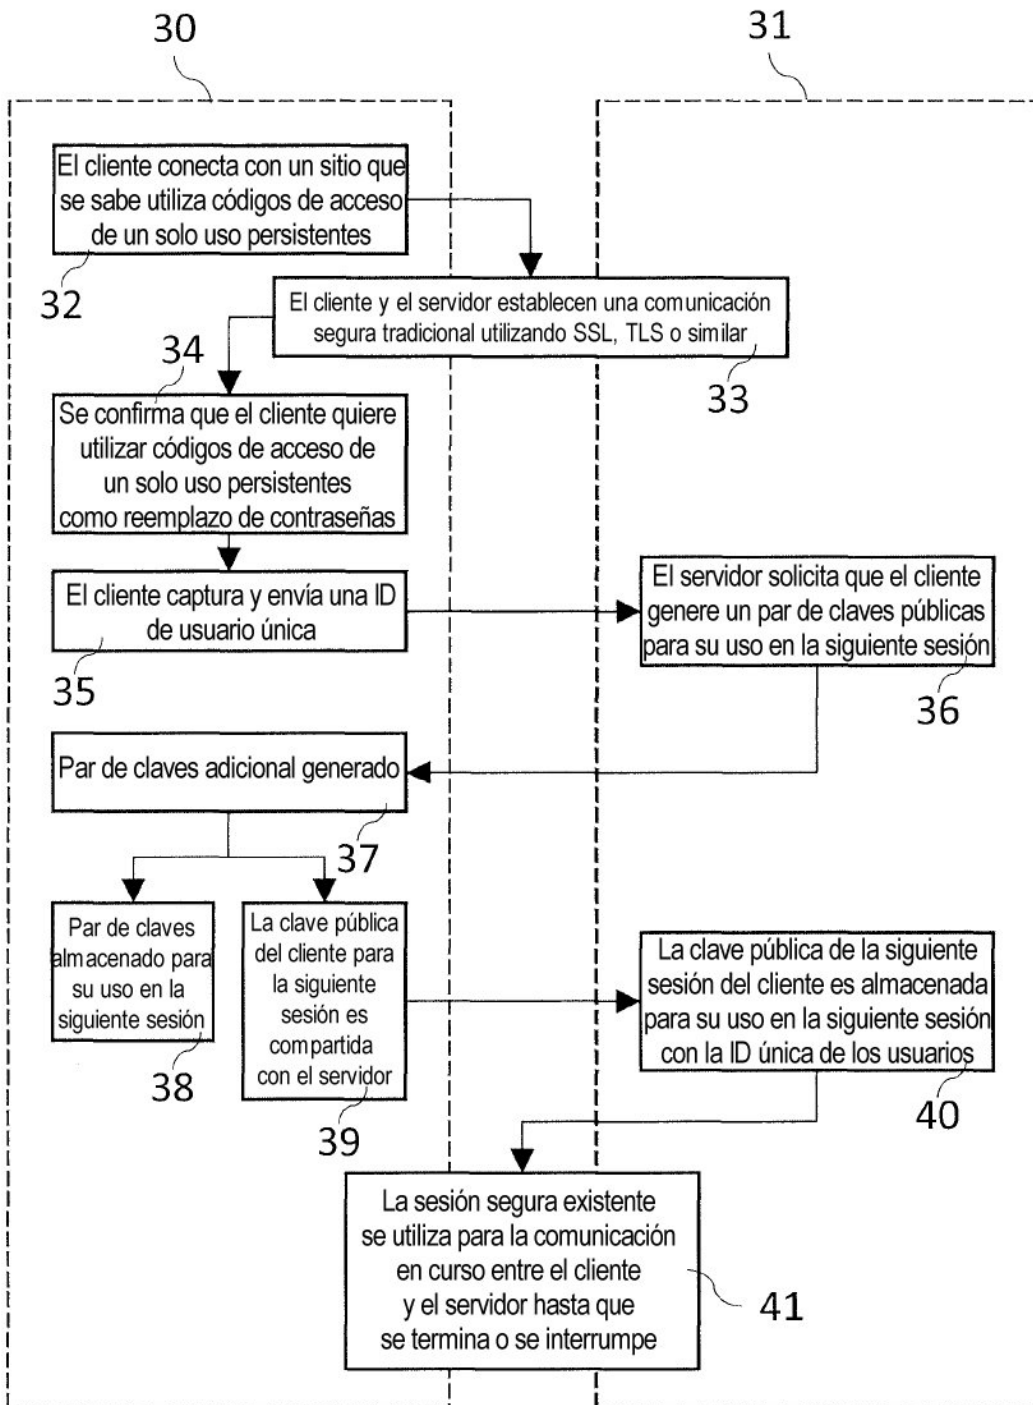 30
31
El cliente conecta con un sitio que
se sabe utiliza códigos de acceso
de un solo uso persistentes
32
El cliente y el servidor establecen una comunicación
segura tradicional utilizando SSL, TLS o similar
33
34
Se confirma que el cliente quiere
utilizar códigos de acceso de
un solo uso persistentes
como reemplazo de contraseñas
El cliente captura y envía una ID
de usuario única
35
El servidor solicita que el cliente
genere un par de claves públicas
para su uso en la siguiente sesión
36
Par de claves adicional generado
37
Par de claves
almacenado para
su uso en la
siguiente sesión
38
La clave pública
del cliente para
la siguiente
sesión es
compartida
con el servidor
39
La clave pública de la siguiente
sesión del cliente es almacenada
para su uso en la siguiente sesión
con la ID única de los usuarios
40
La sesión segura existente
se utiliza para la comunicación
en curso entre el cliente
y el servidor hasta que
se termina o se interrumpe
41